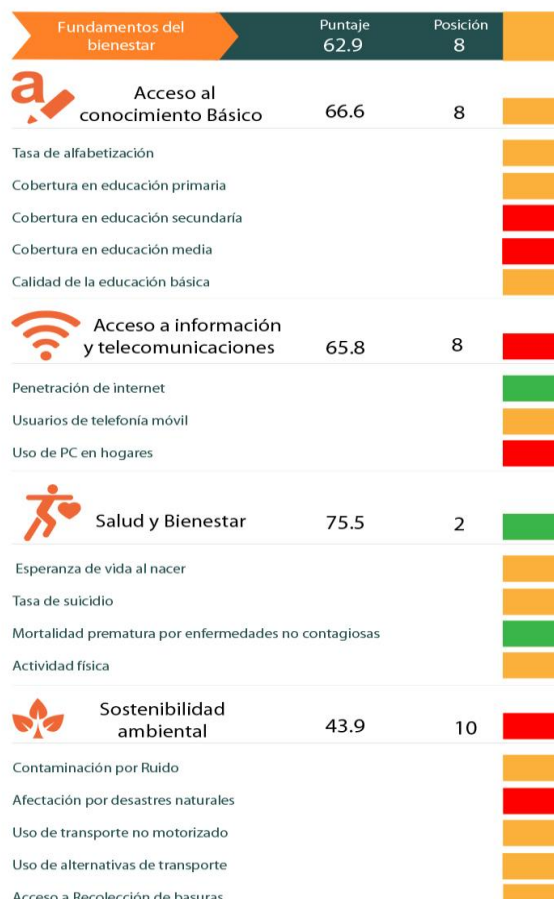 Fundamentos del
bienestar
Puntaje
62.9
Posición
8
a
Acceso al
conocimiento Básico
66.6
8
Tasa de alfabetización
Cobertura en educación primaria
Cobertura en educación secundaría
Cobertura en educación media
Calidad de la educación básica
Acceso a información
y telecomunicaciones
65.8
8
Penetración de internet
Usuarios de telefonía móvil
Uso de PC en hogares
Salud y Bienestar
75.5
2
Esperanza de vida al nacer
Tasa de suicidio
Mortalidad prematura por enfermedades no contagiosas
Actividad física
Sostenibilidad
ambiental
43.9
10
Contaminación por Ruido
Afectación por desastres naturales
Uso de transporte no motorizado
Uso de alternativas de transporte
Acceso a Recolección de basuras